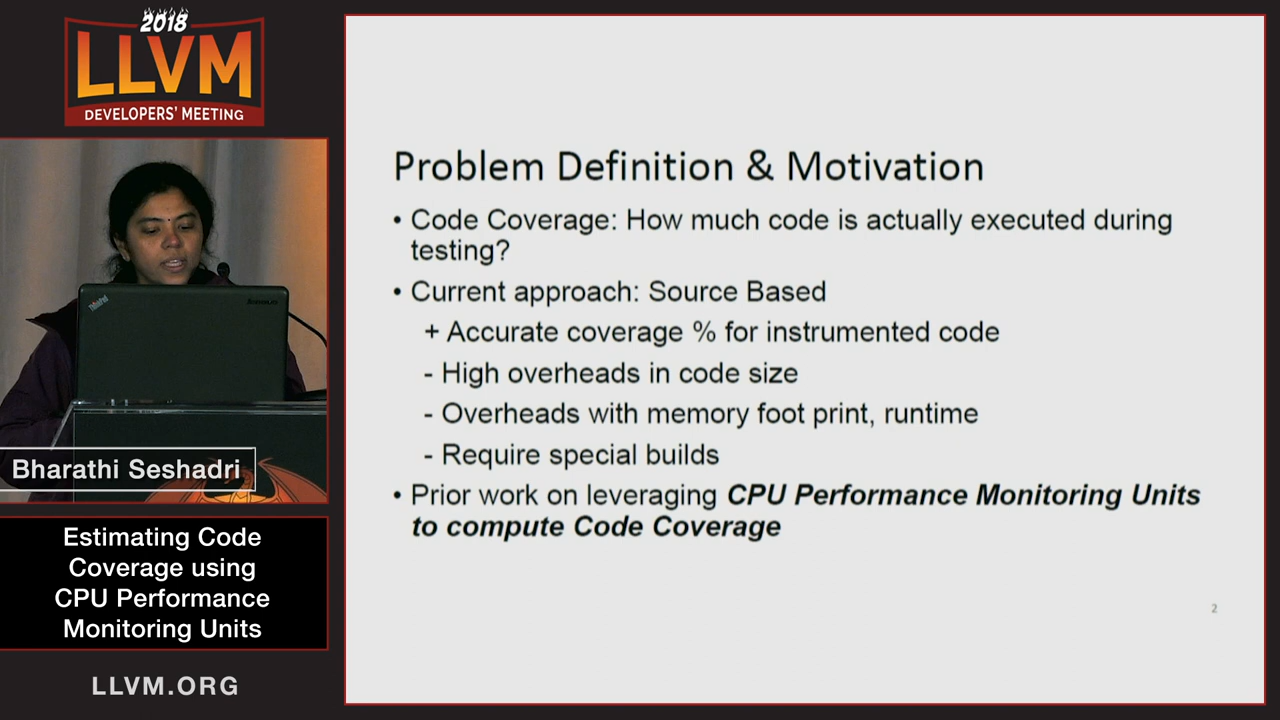 2018
LLVM
DEVELOPERS' MEETING
ThinkPad
Bharathi Seshadri
Estimating Code
Coverage using
CPU Performance
Monitoring Units
LLVM.ORG
Problem Definition & Motivation
• Code Coverage: How much code is actually executed during
testing?
• Current approach: Source Based
+ Accurate coverage % for instrumented code
- High overheads in code size
- Overheads with memory foot print, runtime
- Require special builds
• Prior work on leveraging CPU Performance Monitoring Units
to compute Code Coverage
2